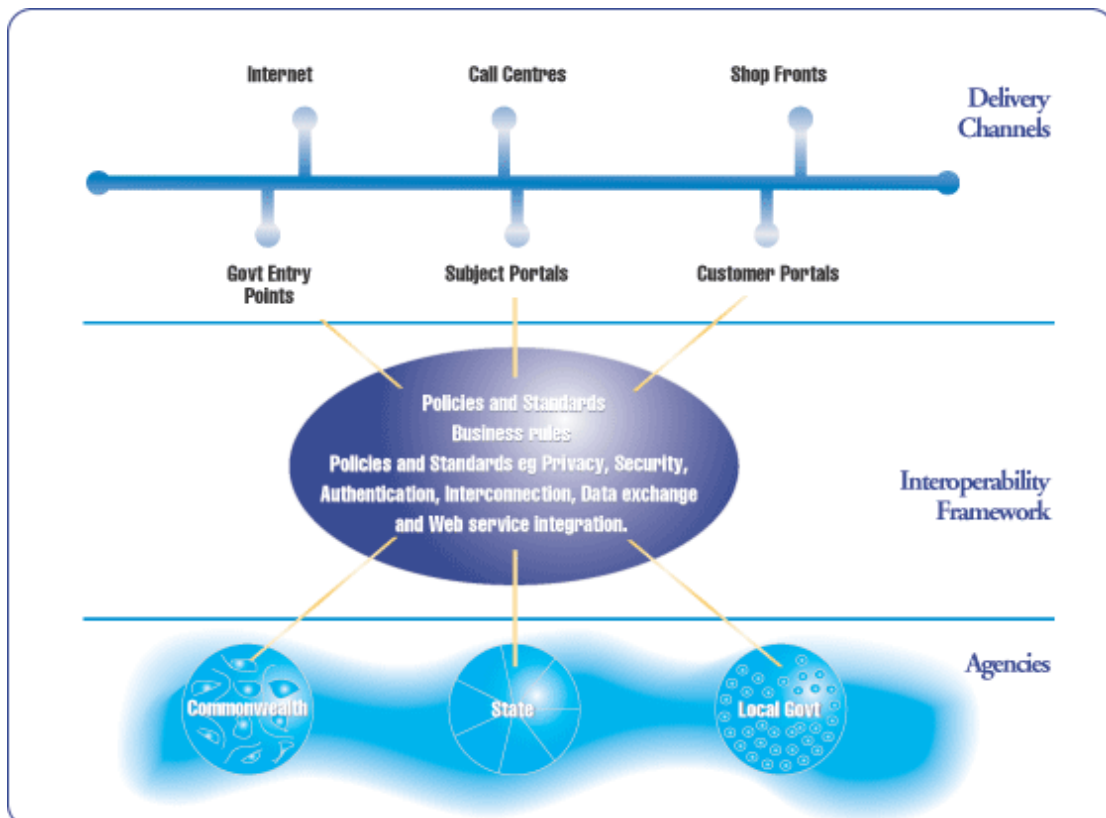 Internet
Call Centres
Shop Fronts
Delivery
Channels
Govt Entry
Points
Subject Portals
Customer Portals
Policies and Standards
Business rules
Policies and Standards eg Privacy, Security,
Authentication, Interconnection, Data exchange
and Web service integration.
Interoperability
Framework
Agencies
Commonwealth
State
Local Govt